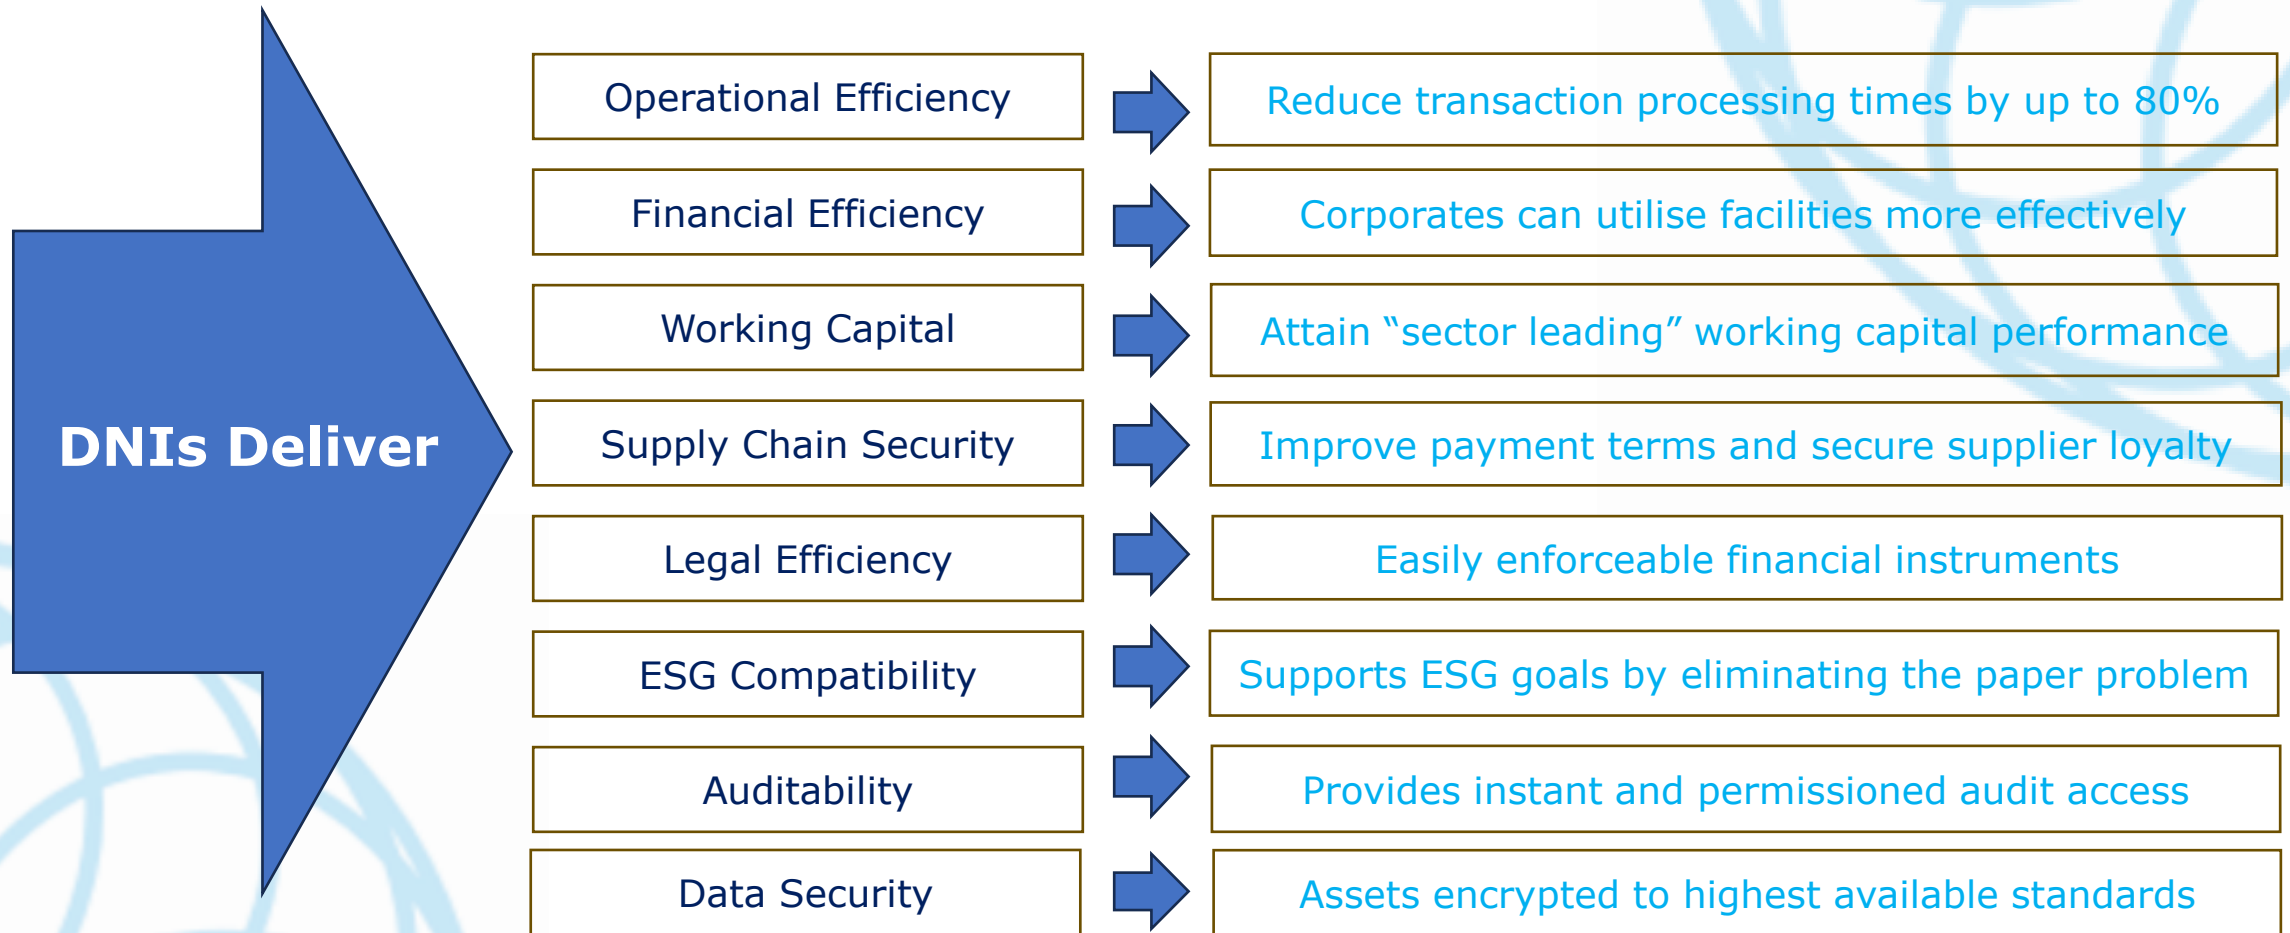 DNIs Deliver
Operational Efficiency
Reduce transaction processing times by up to 80%
Financial Efficiency
Corporates can utilise facilities more effectively
Working Capital
Attain “sector leading” working capital performance
Supply Chain Security
Improve payment terms and secure supplier loyalty
Legal Efficiency
Easily enforceable financial instruments
ESG Compatibility
Supports ESG goals by eliminating the paper problem
Auditability
Provides instant and permissioned audit access
Data Security
Assets encrypted to highest available standards